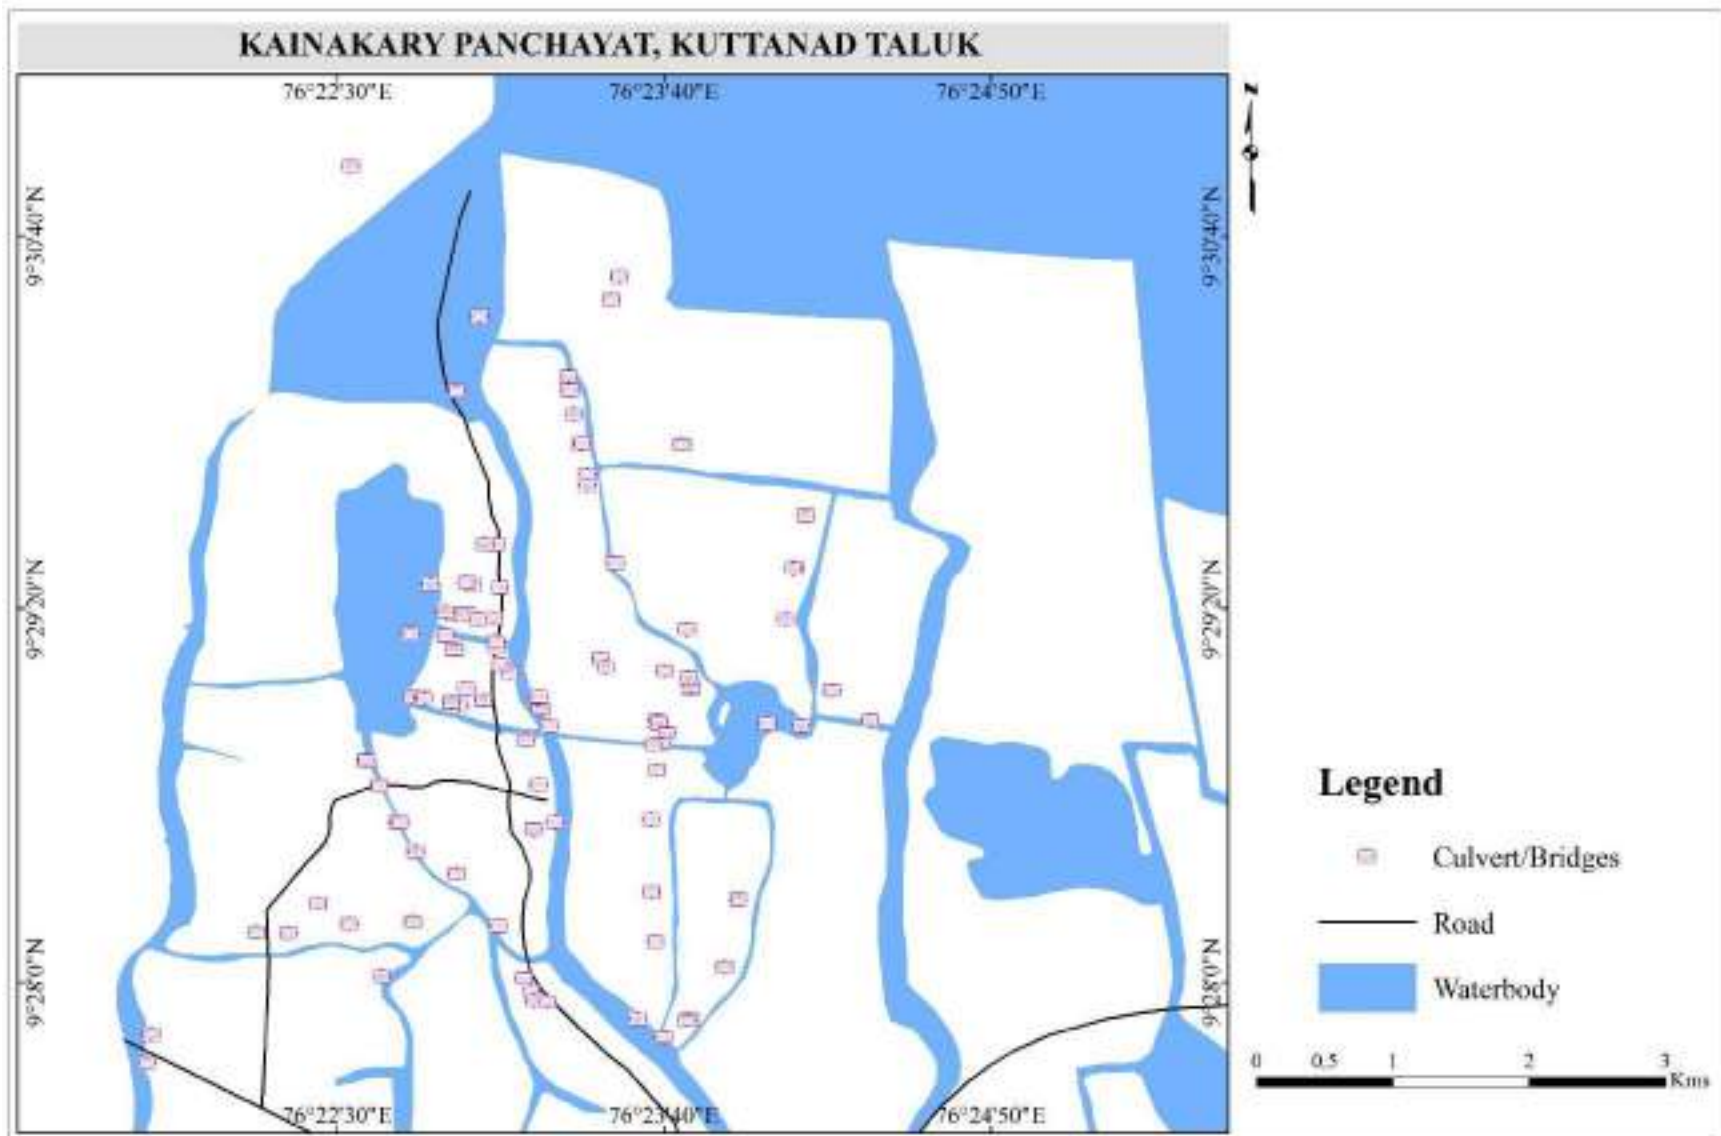 KAINAKARY PANCHAYAT, KUTTANAD TALUK
76°22'30"E 76°23'40"E 76°24'50"E
N
9°30'40"N 9°30'40"N
9°29'20"N 9°29'20"N
9°28'0"N 9°28'0"N
76°22'30"E 76°23'40"E 76°24'50"E
Legend
Culvert/Bridges
Road
Waterbody
0 0.5 1 2 3
Kms